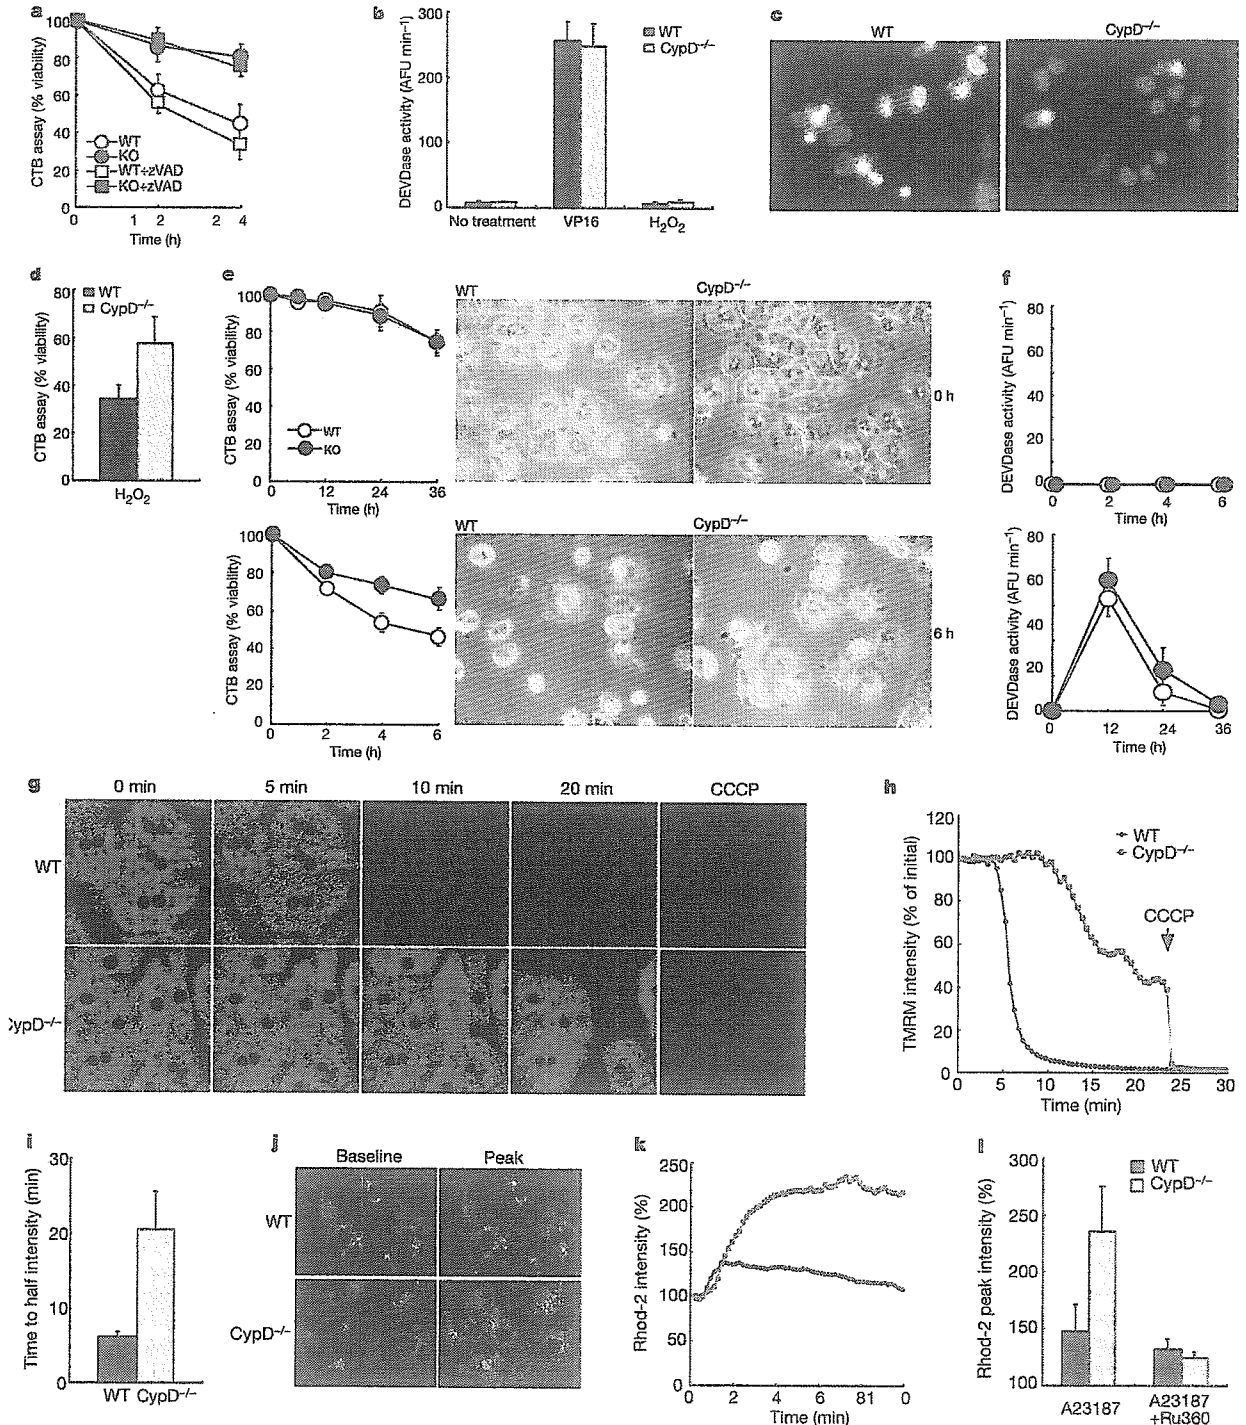 a
CTB assay (% viability)
100
80
60
40
20
0
WT
KO
WT+zVAD
KO+zVAD
0 1 2 2 4
Time (h)
b
DEVDase activity (AFU min⁻¹)
300
200
100
0
WT
CypD⁻/⁻
No treatment VP16 H₂O₂
c
WT CypD⁻/⁻
d
CTB assay (% viability)
80
60
40
20
0
WT
CypD⁻/⁻
H₂O₂
e
CTB assay (% viability)
100
80
60
40
20
0
WT
KO
0 12 24 36
Time (h)
WT CypD⁻/⁻
0 h
CTB assay (% viability)
100
80
60
40
20
0
2 4 6
Time (h)
WT CypD⁻/⁻
6 h
f
DEVDase activity (AFU min⁻¹)
80
60
40
20
0
0 2 4 6
Time (h)
DEVDase activity (AFU min⁻¹)
80
60
40
20
0
0 12 24 36
Time (h)
g
0 min 5 min 10 min 20 min CCCP
WT
CypD⁻/⁻
h
TMRM intensity (% of initial)
120
100
80
60
40
20
0
WT
CypD⁻/⁻
CCCP
0 5 10 15 20 25 30
Time (min)
i
Time to half intensity (min)
30
20
10
0
WT CypD⁻/⁻
j
Baseline Peak
WT
CypD⁻/⁻
k
Rhod-2 intensity (%)
250
200
150
100
50
0
0 2 4 6 81 0
Time (min)
l
Rhod-2 peak intensity (%)
300
250
200
150
100
WT
CypD⁻/⁻
A23187 A23187
+Ru360